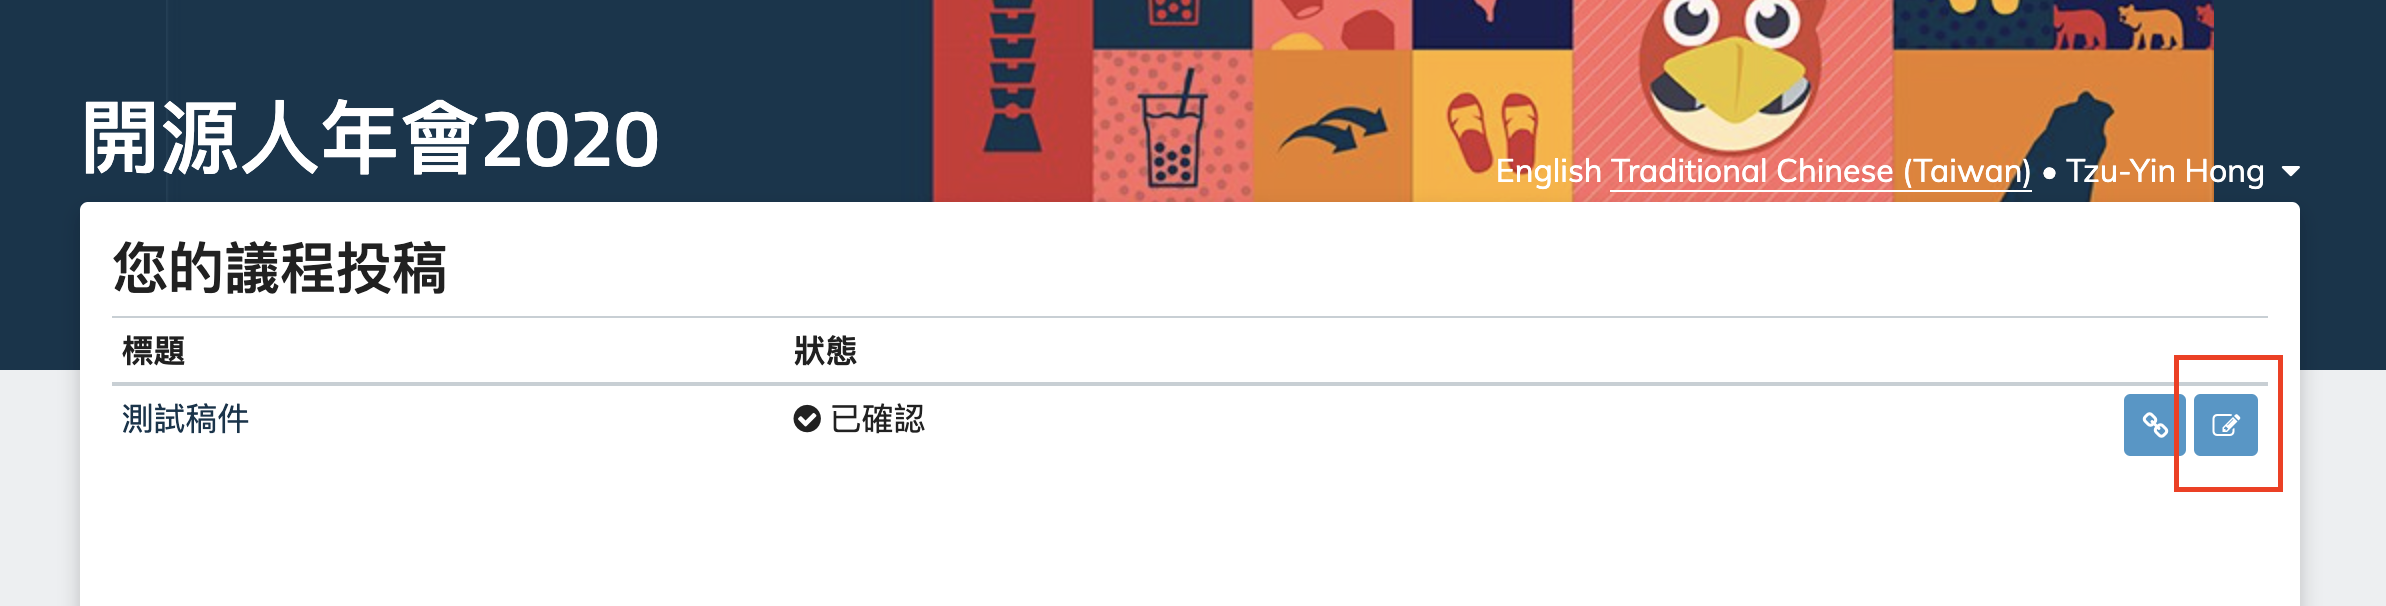 開源人年會2020
English Traditional Chinese (Taiwan) • Tzu-Yin Hong
您的議程投稿
標題 狀態
測試稿件 已確認